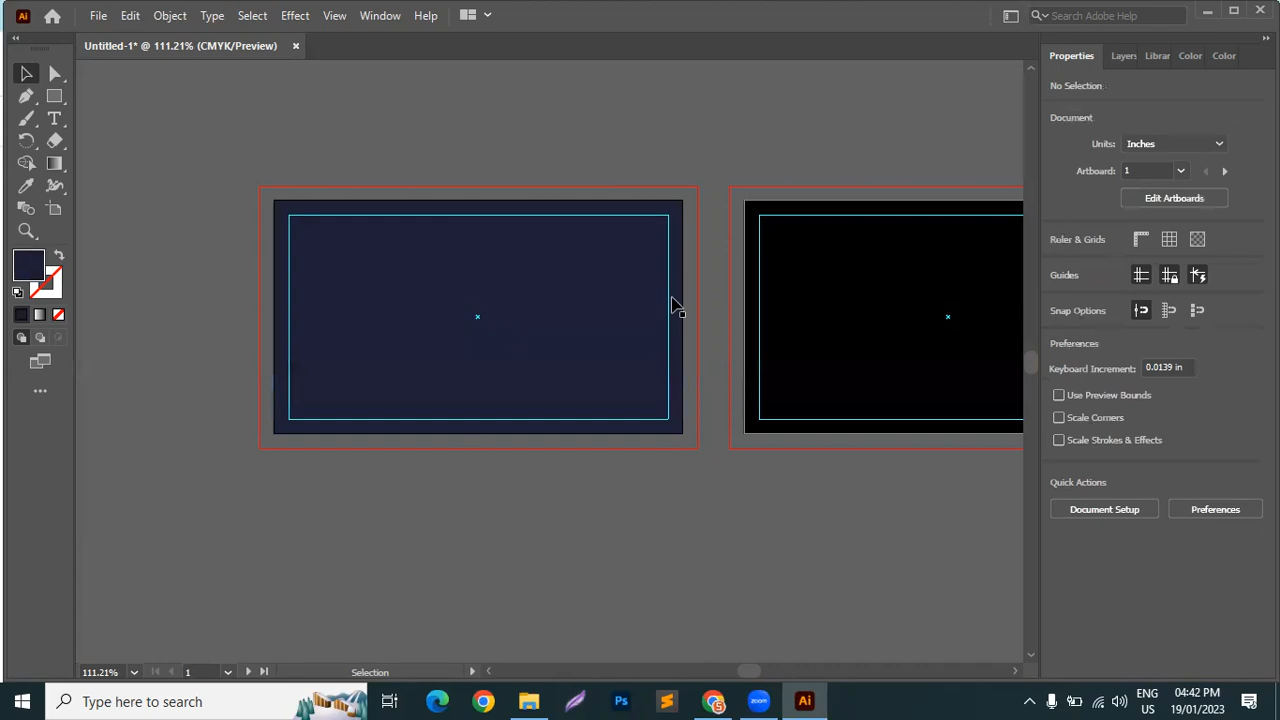 Ai File Edit Object Type Select Effect View Window Help Search Adobe Help
Untitled-1* @ 111.21% (CMYK/Preview)
Properties Layers Librar Color Color
No Selection
Document
Units: Inches
Artboard: 1
Edit Artboards
Ruler & Grids
Guides
Snap Options
Preferences
Keyboard Increment: 0.0139 in
Use Preview Bounds
Scale Corners
Scale Strokes & Effects
Quick Actions
Document Setup Preferences
111.21% 1 Selection
Type here to search
Ps S zoom Ai
ENG 04:42 PM
US 19/01/2023